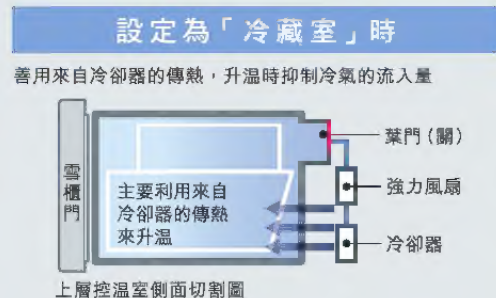 設定為「冷藏室」時
善用來自冷卻器的傳熱，升温時抑制冷氣的流入量
葉門（關）
雪櫃門
主要利用來自
冷卻器的傳熱
來升温
強力風扇
冷卻器
上層控温室側面切割圖